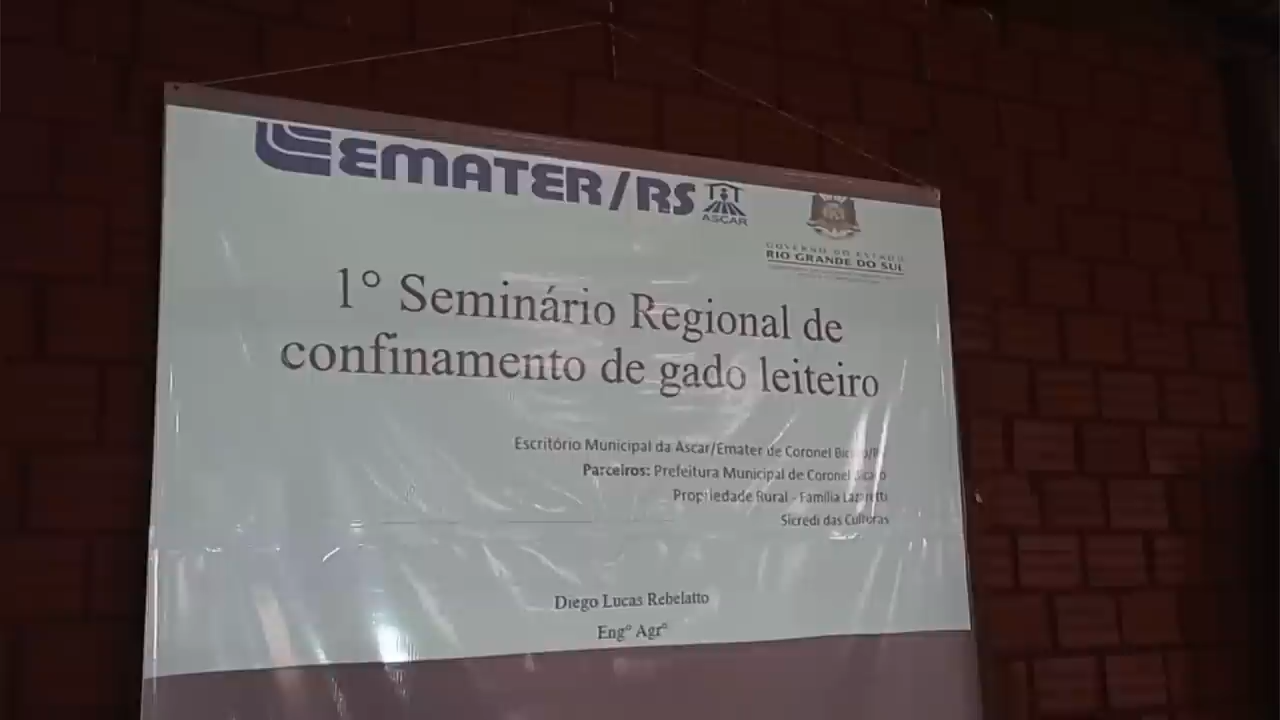 EMATER/RS
ASCAR
GOVERNO DO ESTADO
RIO GRANDE DO SUL
1° Seminário Regional de
confinamento de gado leiteiro
Escritório Municipal da Ascar/Emater de Coronel
Parceiros: Prefeitura Municipal de Coronel
Propriedade Rural - Família
Sicredi das Culturas
Diego Lucas Rebelatto
Eng° Agr°